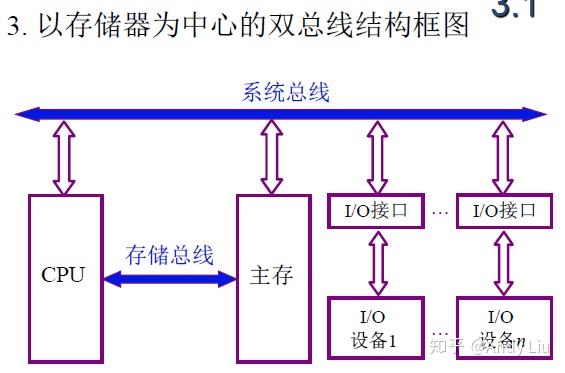 3. 以存储器为中心的双总线结构框图
3.1
系统总线
CPU
存储总线
主存
I/O接口
…
I/O接口
I/O
设备1
…
I/O
设备n
知乎 @Andy Liu